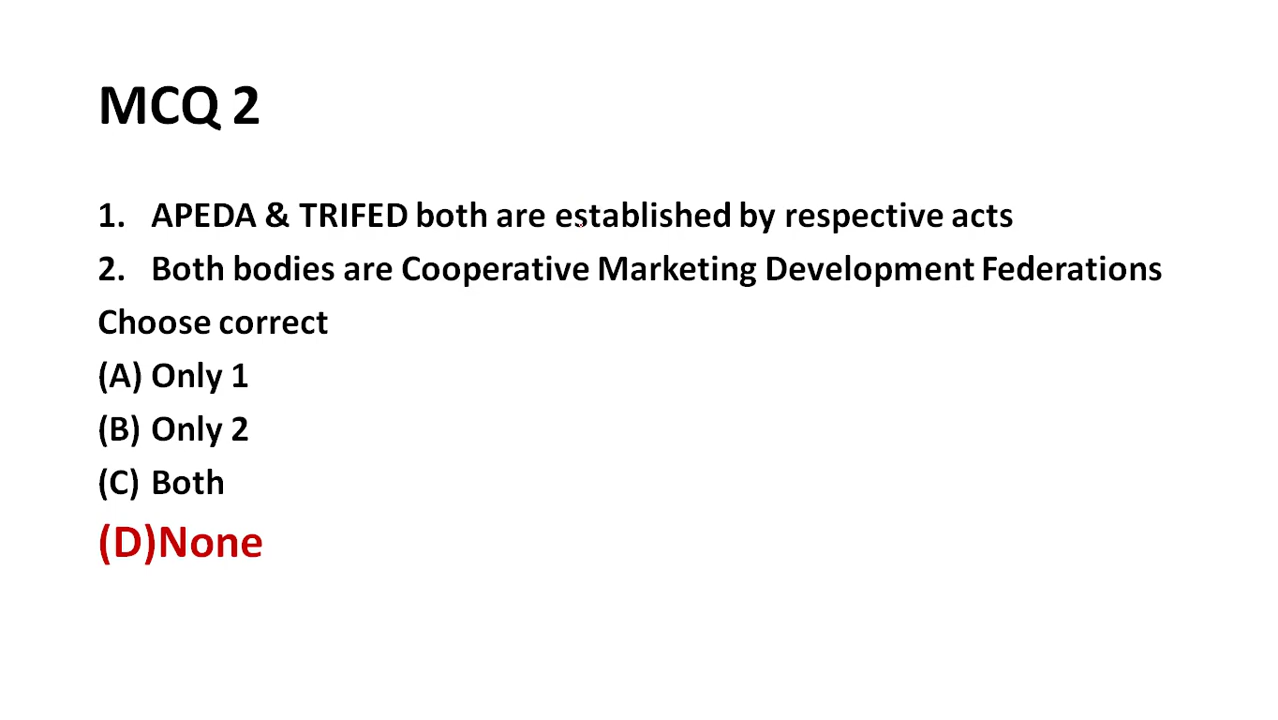 MCQ 2
1. APEDA & TRIFED both are established by respective acts
2. Both bodies are Cooperative Marketing Development Federations
Choose correct
(A) Only 1
(B) Only 2
(C) Both
(D)None